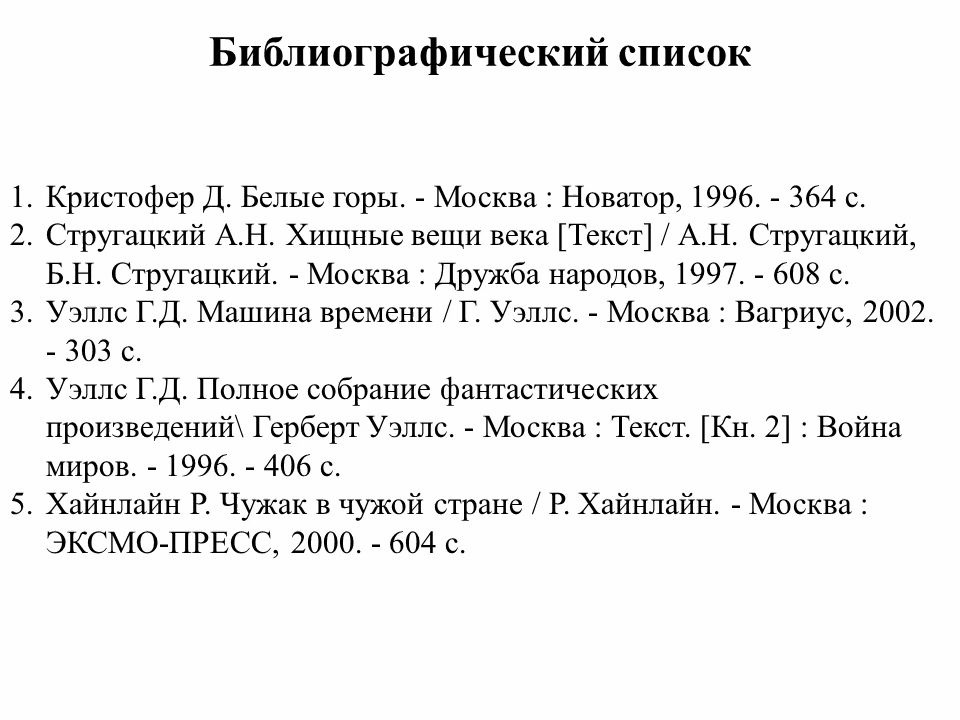 Библиографический список
1. Кристофер Д. Белые горы. - Москва : Новатор, 1996. - 364 с.
2. Стругацкий А.Н. Хищные вещи века [Текст] / А.Н. Стругацкий,
Б.Н. Стругацкий. - Москва : Дружба народов, 1997. - 608 с.
3. Уэллс Г.Д. Машина времени / Г. Уэллс. - Москва : Вагриус, 2002.
- 303 с.
4. Уэллс Г.Д. Полное собрание фантастических
произведений\ Герберт Уэллс. - Москва : Текст. [Кн. 2] : Война
миров. - 1996. - 406 с.
5. Хайнлайн Р. Чужак в чужой стране / Р. Хайнлайн. - Москва :
ЭКСМО-ПРЕСС, 2000. - 604 с.